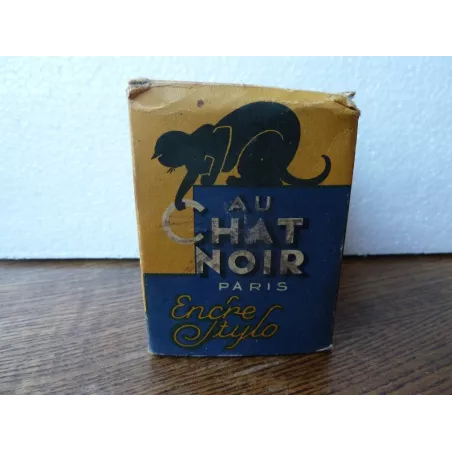 AU
CHAT
NOIR
PARIS
Encre
Stylo